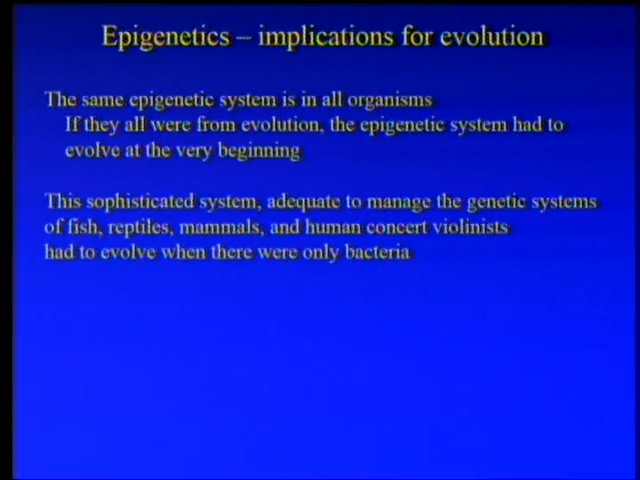 Epigenetics – implications for evolution
The same epigenetic system is in all organisms
If they all were from evolution, the epigenetic system had to
evolve at the very beginning
This sophisticated system, adequate to manage the genetic systems
of fish, reptiles, mammals, and human concert violinists
had to evolve when there were only bacteria